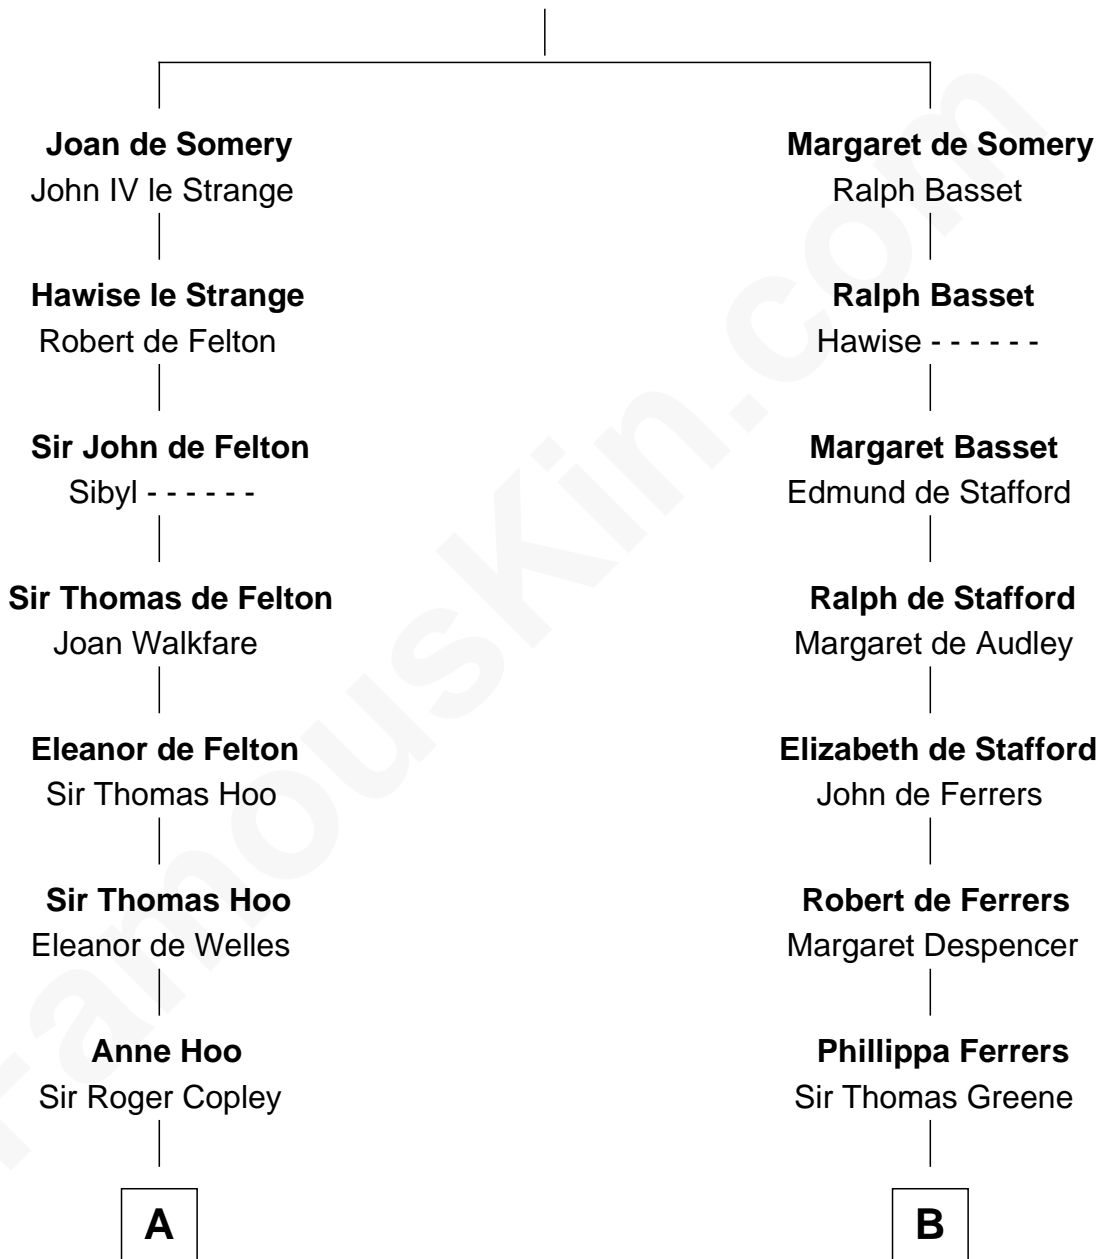 Joan de Somery
John IV le Strange
Hawise le Strange
Robert de Felton
Sir John de Felton
Sibyl - - - - - -
Sir Thomas de Felton
Joan Walkfare
Eleanor de Felton
Sir Thomas Hoo
Sir Thomas Hoo
Eleanor de Welles
Anne Hoo
Sir Roger Copley
A
Margaret de Somery
Ralph Basset
Ralph Basset
Hawise - - - - - -
Margaret Basset
Edmund de Stafford
Ralph de Stafford
Margaret de Audley
Elizabeth de Stafford
John de Ferrers
Robert de Ferrers
Margaret Despencer
Phillippa Ferrers
Sir Thomas Greene
B
FamousKin.com